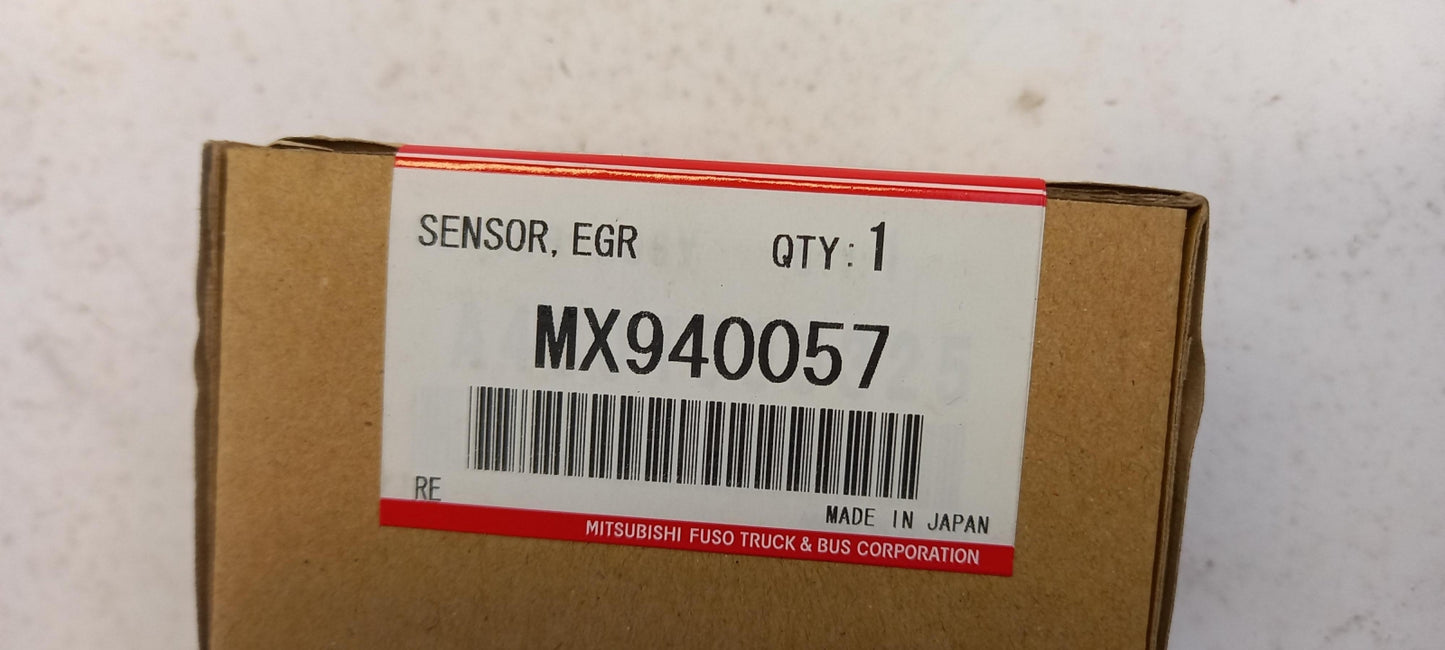 SENSOR, EGR QTY: 1
MX940057
RE
MADE IN JAPAN
MITSUBISHI FUSO TRUCK & BUS CORPORATION